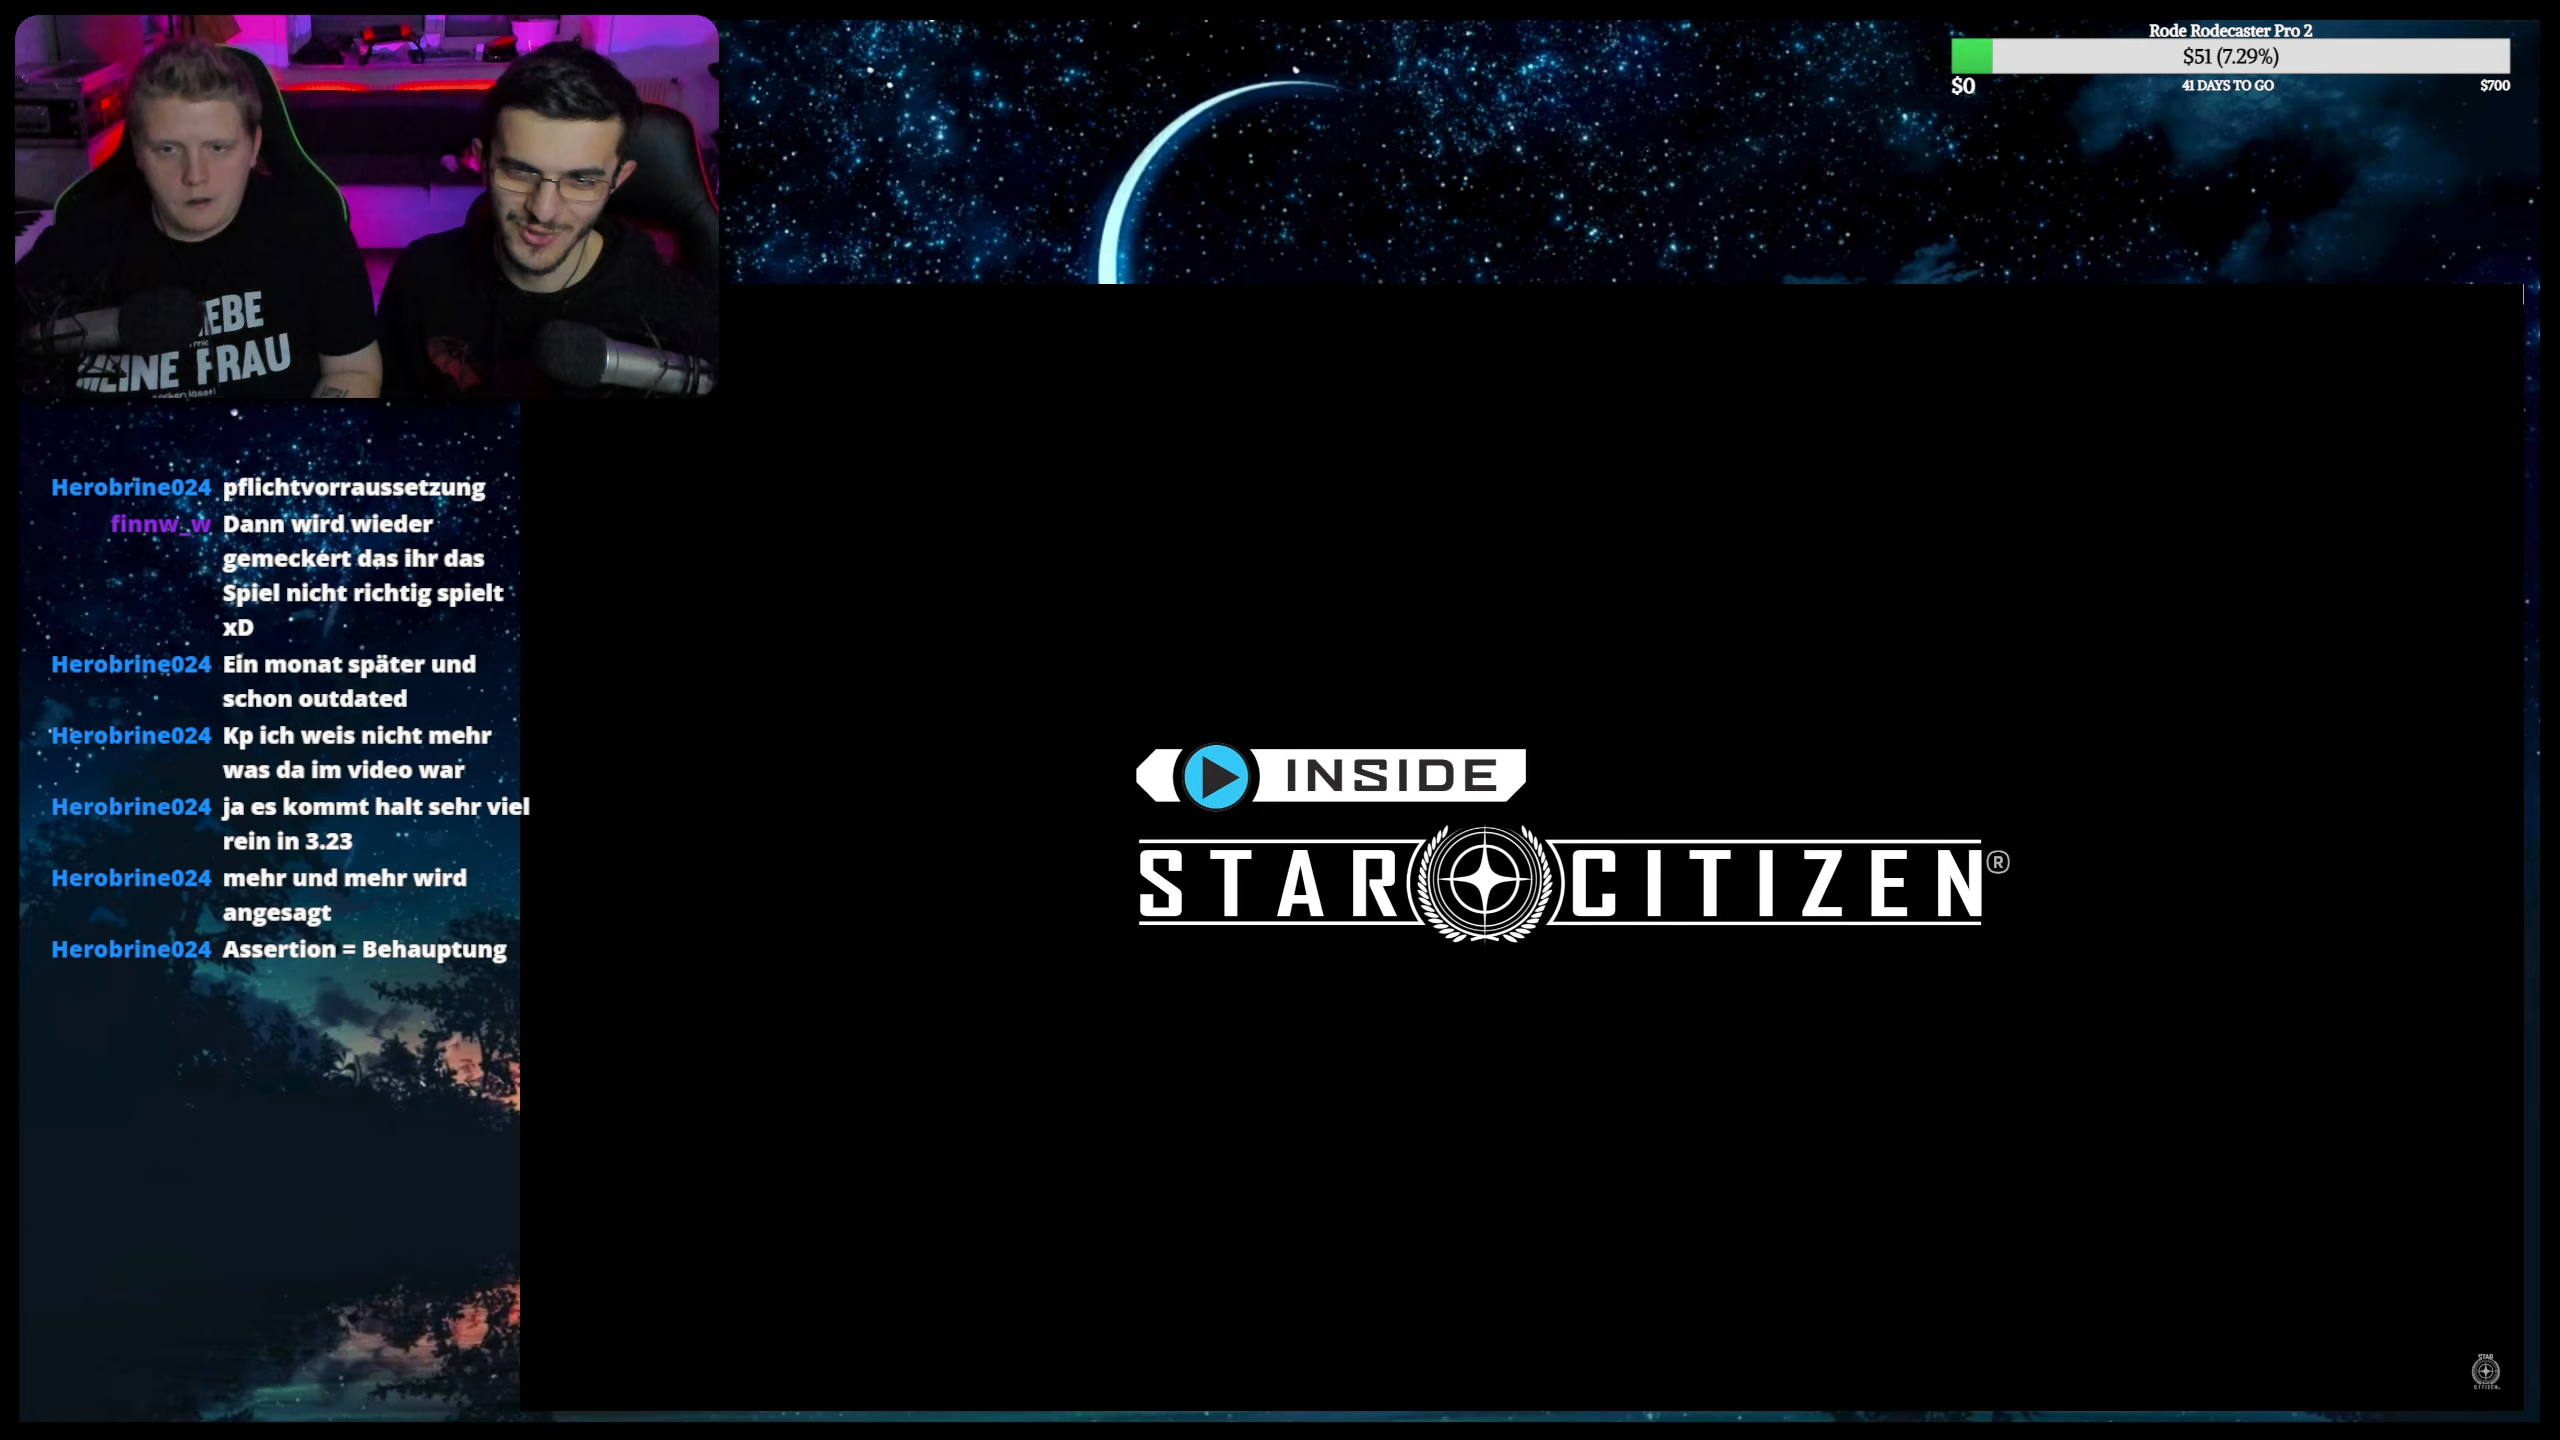 Rode Rodecaster Pro 2
$51 (7.29%)
$0
41 DAYS TO GO
$700
EBE
MEINE FRAU
Herobrine024 pflichtvorraussetzung
finnw_w Dann wird wieder
gemeckert das ihr das
Spiel nicht richtig spielt
xD
Herobrine024 Ein monat später und
schon outdated
Herobrine024 Kp ich weis nicht mehr
was da im video war
Herobrine024 ja es kommt halt sehr viel
rein in 3.23
Herobrine024 mehr und mehr wird
angesagt
Herobrine024 Assertion = Behauptung
INSIDE
STAR CITIZEN®
STAR
CITIZEN